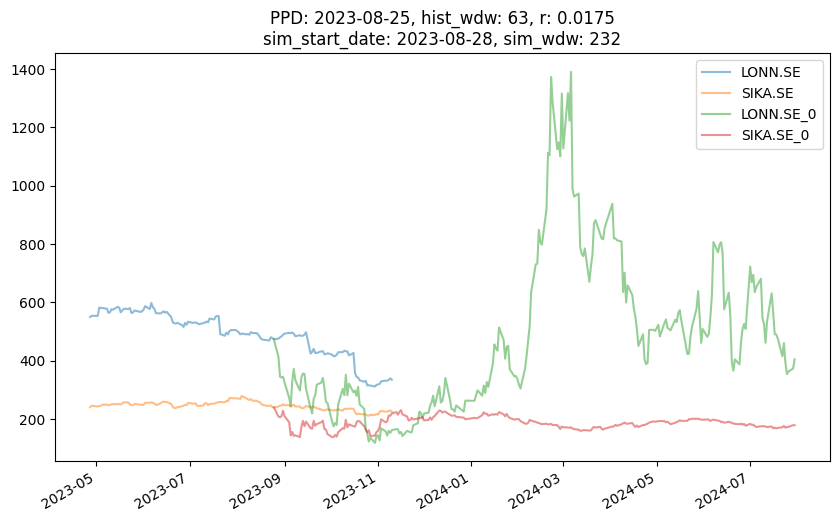 PPD: 2023-08-25, hist_wdw: 63, r: 0.0175
sim_start_date: 2023-08-28, sim_wdw: 232
LONN.SE
SIKA.SE
LONN.SE_0
SIKA.SE_0
1400
1200
1000
800
600
400
200
2023-05
2023-07
2023-09
2023-11
2024-01
2024-03
2024-05
2024-07